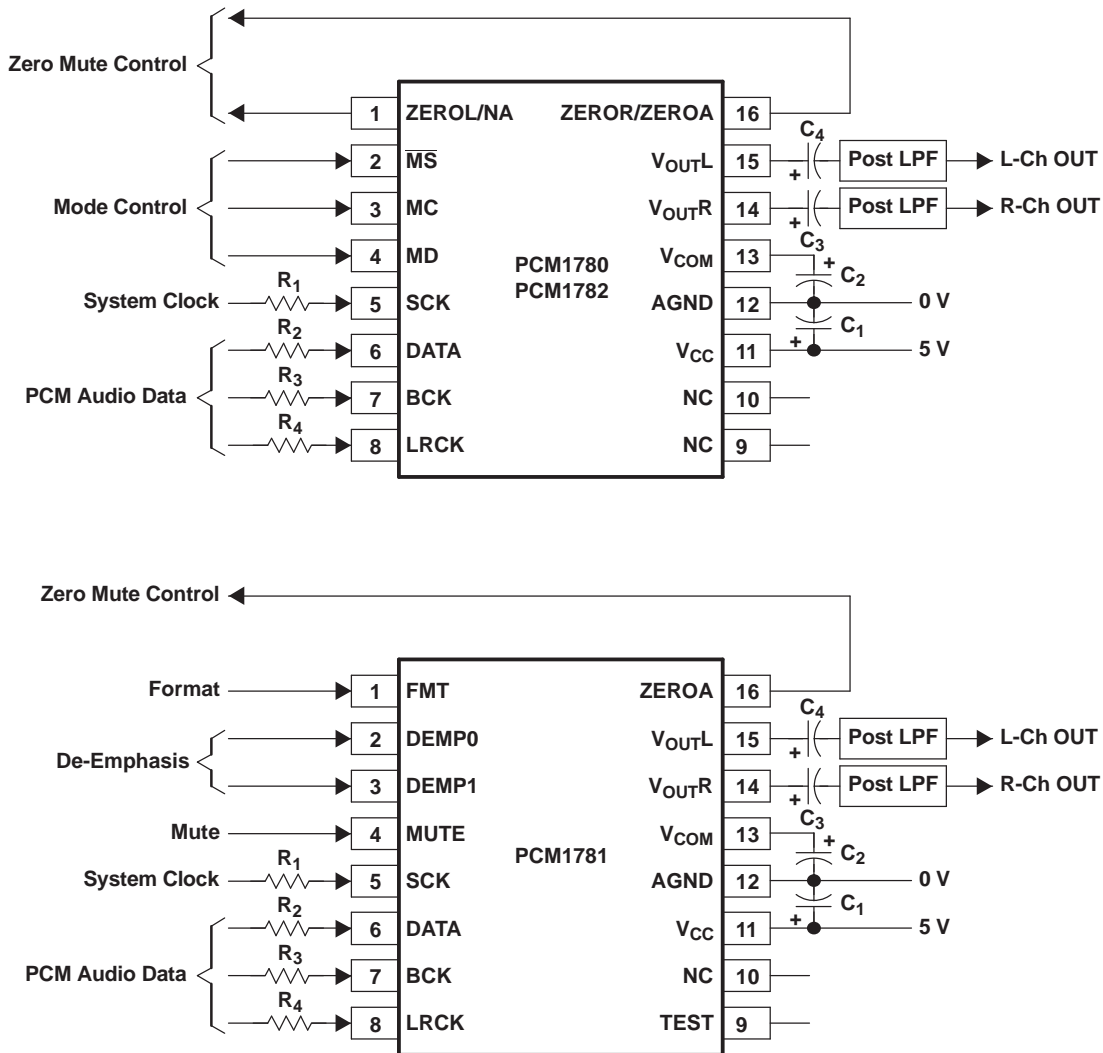 Zero Mute Control
1 ZEROL/NA ZEROR/ZEROA 16
C4
2 M̅S̅ VOUTL 15 + Post LPF L-Ch OUT
Mode Control 3 MC VOUTR 14 + Post LPF R-Ch OUT
C3
4 MD VCOM 13 +
PCM1780
PCM1782
C2
R1
System Clock 5 SCK AGND 12 0 V
R2
C1
6 DATA VCC 11 + 5 V
R3
PCM Audio Data 7 BCK NC 10
R4
8 LRCK NC 9
Zero Mute Control
Format 1 FMT ZEROA 16
C4
2 DEMP0 VOUTL 15 + Post LPF L-Ch OUT
De-Emphasis
3 DEMP1 VOUTR 14 + Post LPF R-Ch OUT
C3
Mute 4 MUTE VCOM 13 +
PCM1781
C2
R1
System Clock 5 SCK AGND 12 0 V
R2
C1
6 DATA VCC 11 + 5 V
R3
PCM Audio Data 7 BCK NC 10
R4
8 LRCK TEST 9